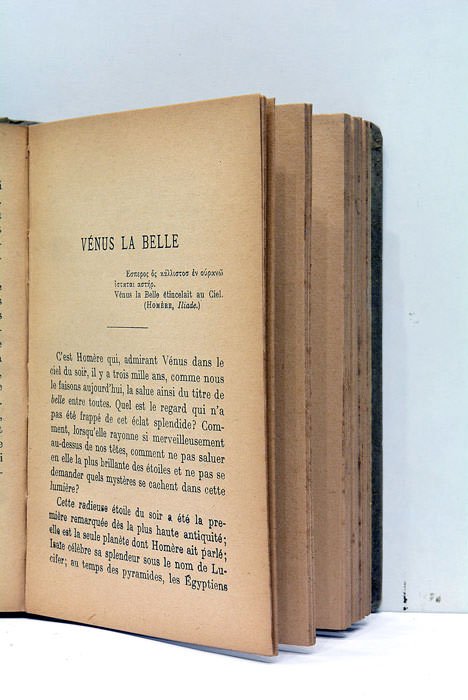 VÉNUS LA BELLE
Εσπερος ὅς κάλλιστος ἐν οὐρανῶ
ἵσταται αστήρ.
Vénus la Belle étincelait au Ciel.
(HOMÈRE, Iliade.)
C'est Homère qui, admirant Vénus dans le
ciel du soir, il y a trois mille ans, comme nous
le faisons aujourd'hui, la salue ainsi du titre de
belle entre toutes. Quel est le regard qui n'a
pas été frappé de cet éclat splendide? Com-
ment, lorsqu'elle rayonne si merveilleusement
au-dessus de nos têtes, comment ne pas saluer
en elle la plus brillante des étoiles et ne pas se
demander quels mystères se cachent dans cette
lumière?
Cette radieuse étoile du soir a été la pre-
mière remarquée dès la plus haute antiquité;
elle est la seule planète dont Homère ait parlé;
Isaïe célèbre sa splendeur sous le nom de Lu-
cifer; au temps des pyramides, les Égyptiens